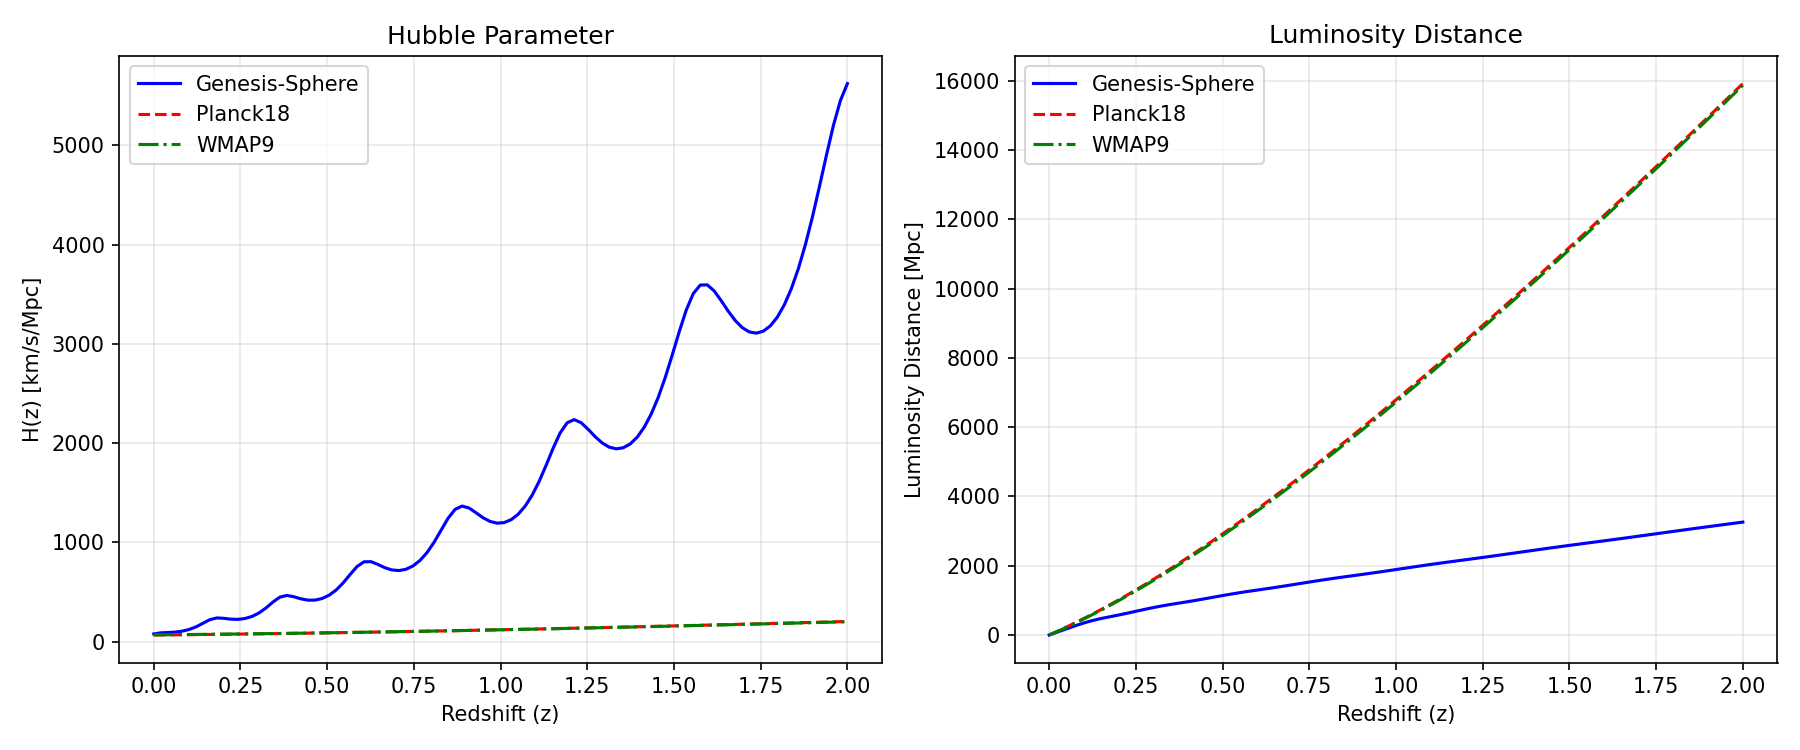 Hubble Parameter
Genesis-Sphere
Planck18
WMAP9
H(z) [km/s/Mpc]
5000
4000
3000
2000
1000
0
0.00 0.25 0.50 0.75 1.00 1.25 1.50 1.75 2.00
Redshift (z)
Luminosity Distance
Genesis-Sphere
Planck18
WMAP9
Luminosity Distance [Mpc]
16000
14000
12000
10000
8000
6000
4000
2000
0
0.00 0.25 0.50 0.75 1.00 1.25 1.50 1.75 2.00
Redshift (z)